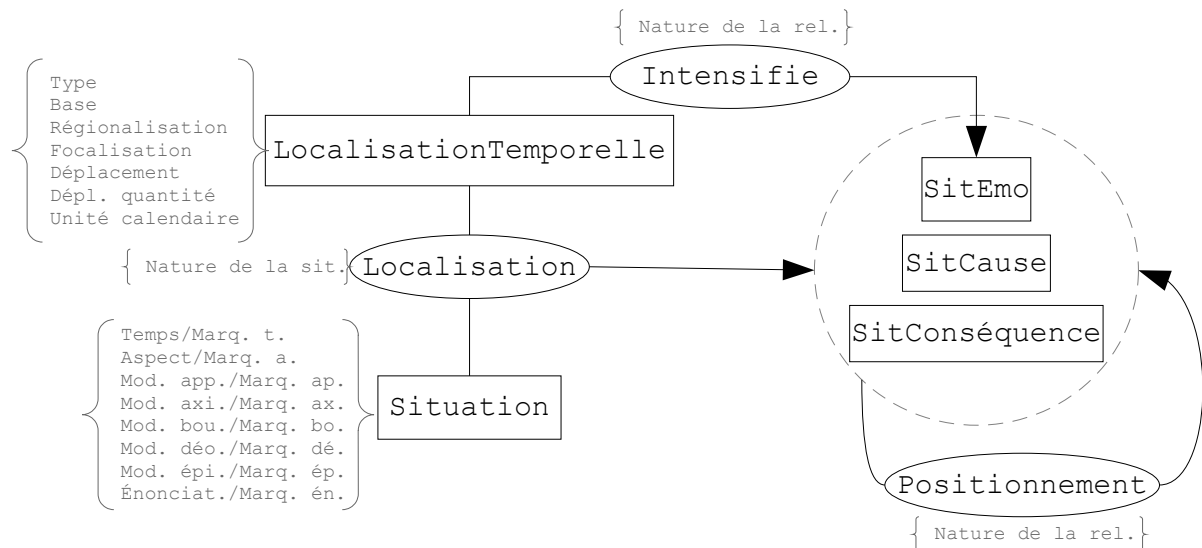 { Nature de la rel.}
Intensifie
Type
Base
Régionalisation
Focalisation
Déplacement
Dépl. quantité
Unité calendaire
LocalisationTemporelle
SitEmo
SitCause
SitConséquence
{ Nature de la sit.}
Localisation
Temps/Marq. t.
Aspect/Marq. a.
Mod. app./Marq. ap.
Mod. axi./Marq. ax.
Mod. bou./Marq. bo.
Mod. déo./Marq. dé.
Mod. épi./Marq. ép.
Énonciat./Marq. én.
Situation
Positionnement
{ Nature de la rel.}